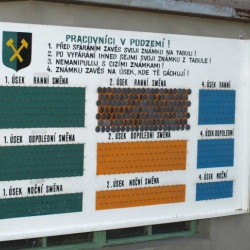 PRACOVNÍCI V PODZEMÍ !
1. PŘED SFÁRÁNÍM ZAVĚS SVOJI ZNÁMKU NA TABULI !
2. PO VYFÁRÁNÍ IHNED SEJMI SVOJI ZNÁMKU Z TABULE !
3. NEMANIPULUJ S CIZÍMI ZNÁMKAMI !
4. ZNÁMKU ZAVĚS NA ÚSEK, KDE TĚ ŠACHUJÍ !
1. ÚSEK RANNÍ SMĚNA
2. ÚSEK RANNÍ SMĚNA
4. ÚSEK RANNÍ
1. ÚSEK ODPOLEDNÍ SMĚNA
2. ÚSEK ODPOLEDNÍ SMĚNA
4. ÚSEK ODPOL
1. ÚSEK NOČNÍ SMĚNA
2. ÚSEK NOČNÍ SMĚNA
4. ÚSEK NOČNÍ